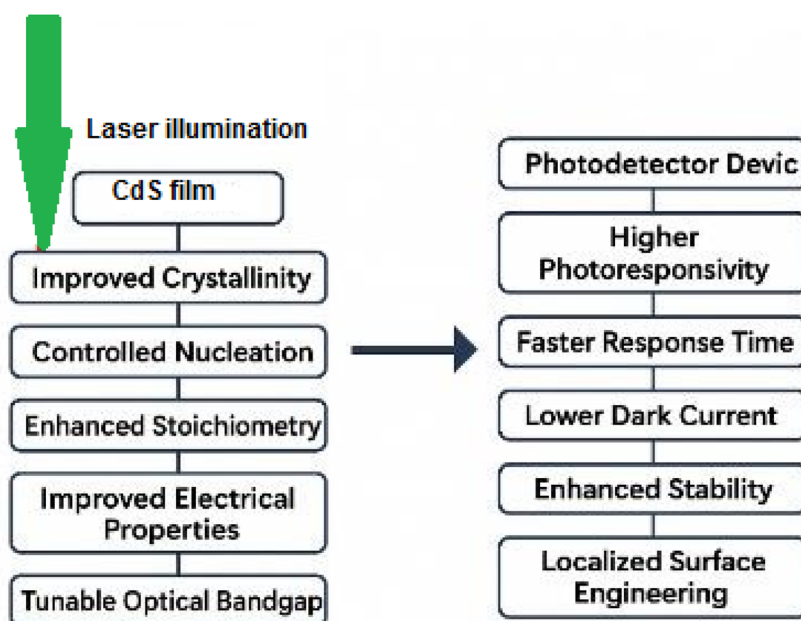 Laser illumination
CdS film
Improved Crystallinity
Controlled Nucleation
Enhanced Stoichiometry
Improved Electrical
Properties
Tunable Optical Bandgap
Photodetector Devic
Higher
Photoresponsivity
Faster Response Time
Lower Dark Current
Enhanced Stability
Localized Surface
Engineering